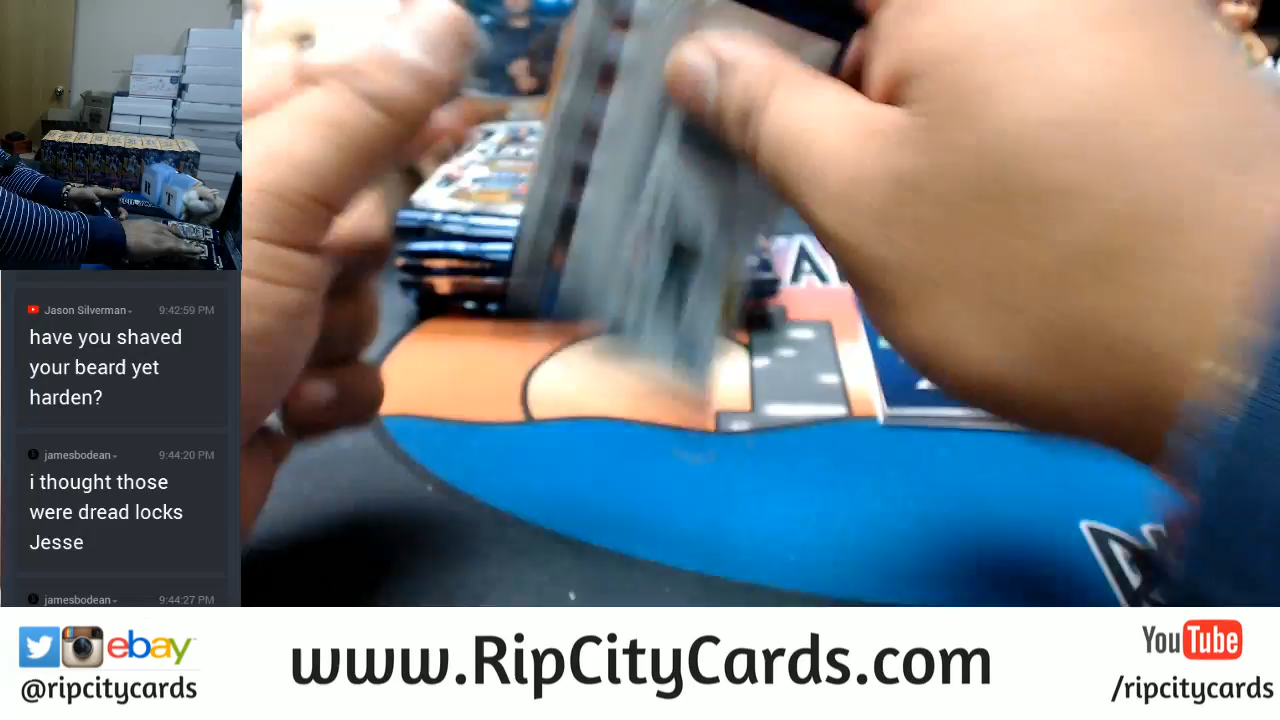 Jason Silverman 9:42:59 PM
have you shaved
your beard yet
harden?
jamesbodean 9:44:20 PM
i thought those
were dread locks
Jesse
jamesbodean 9:44:27 PM
R
T
A
A
ebay
@ripcitycards
www.RipCityCards.com
YouTube
/ripcitycards